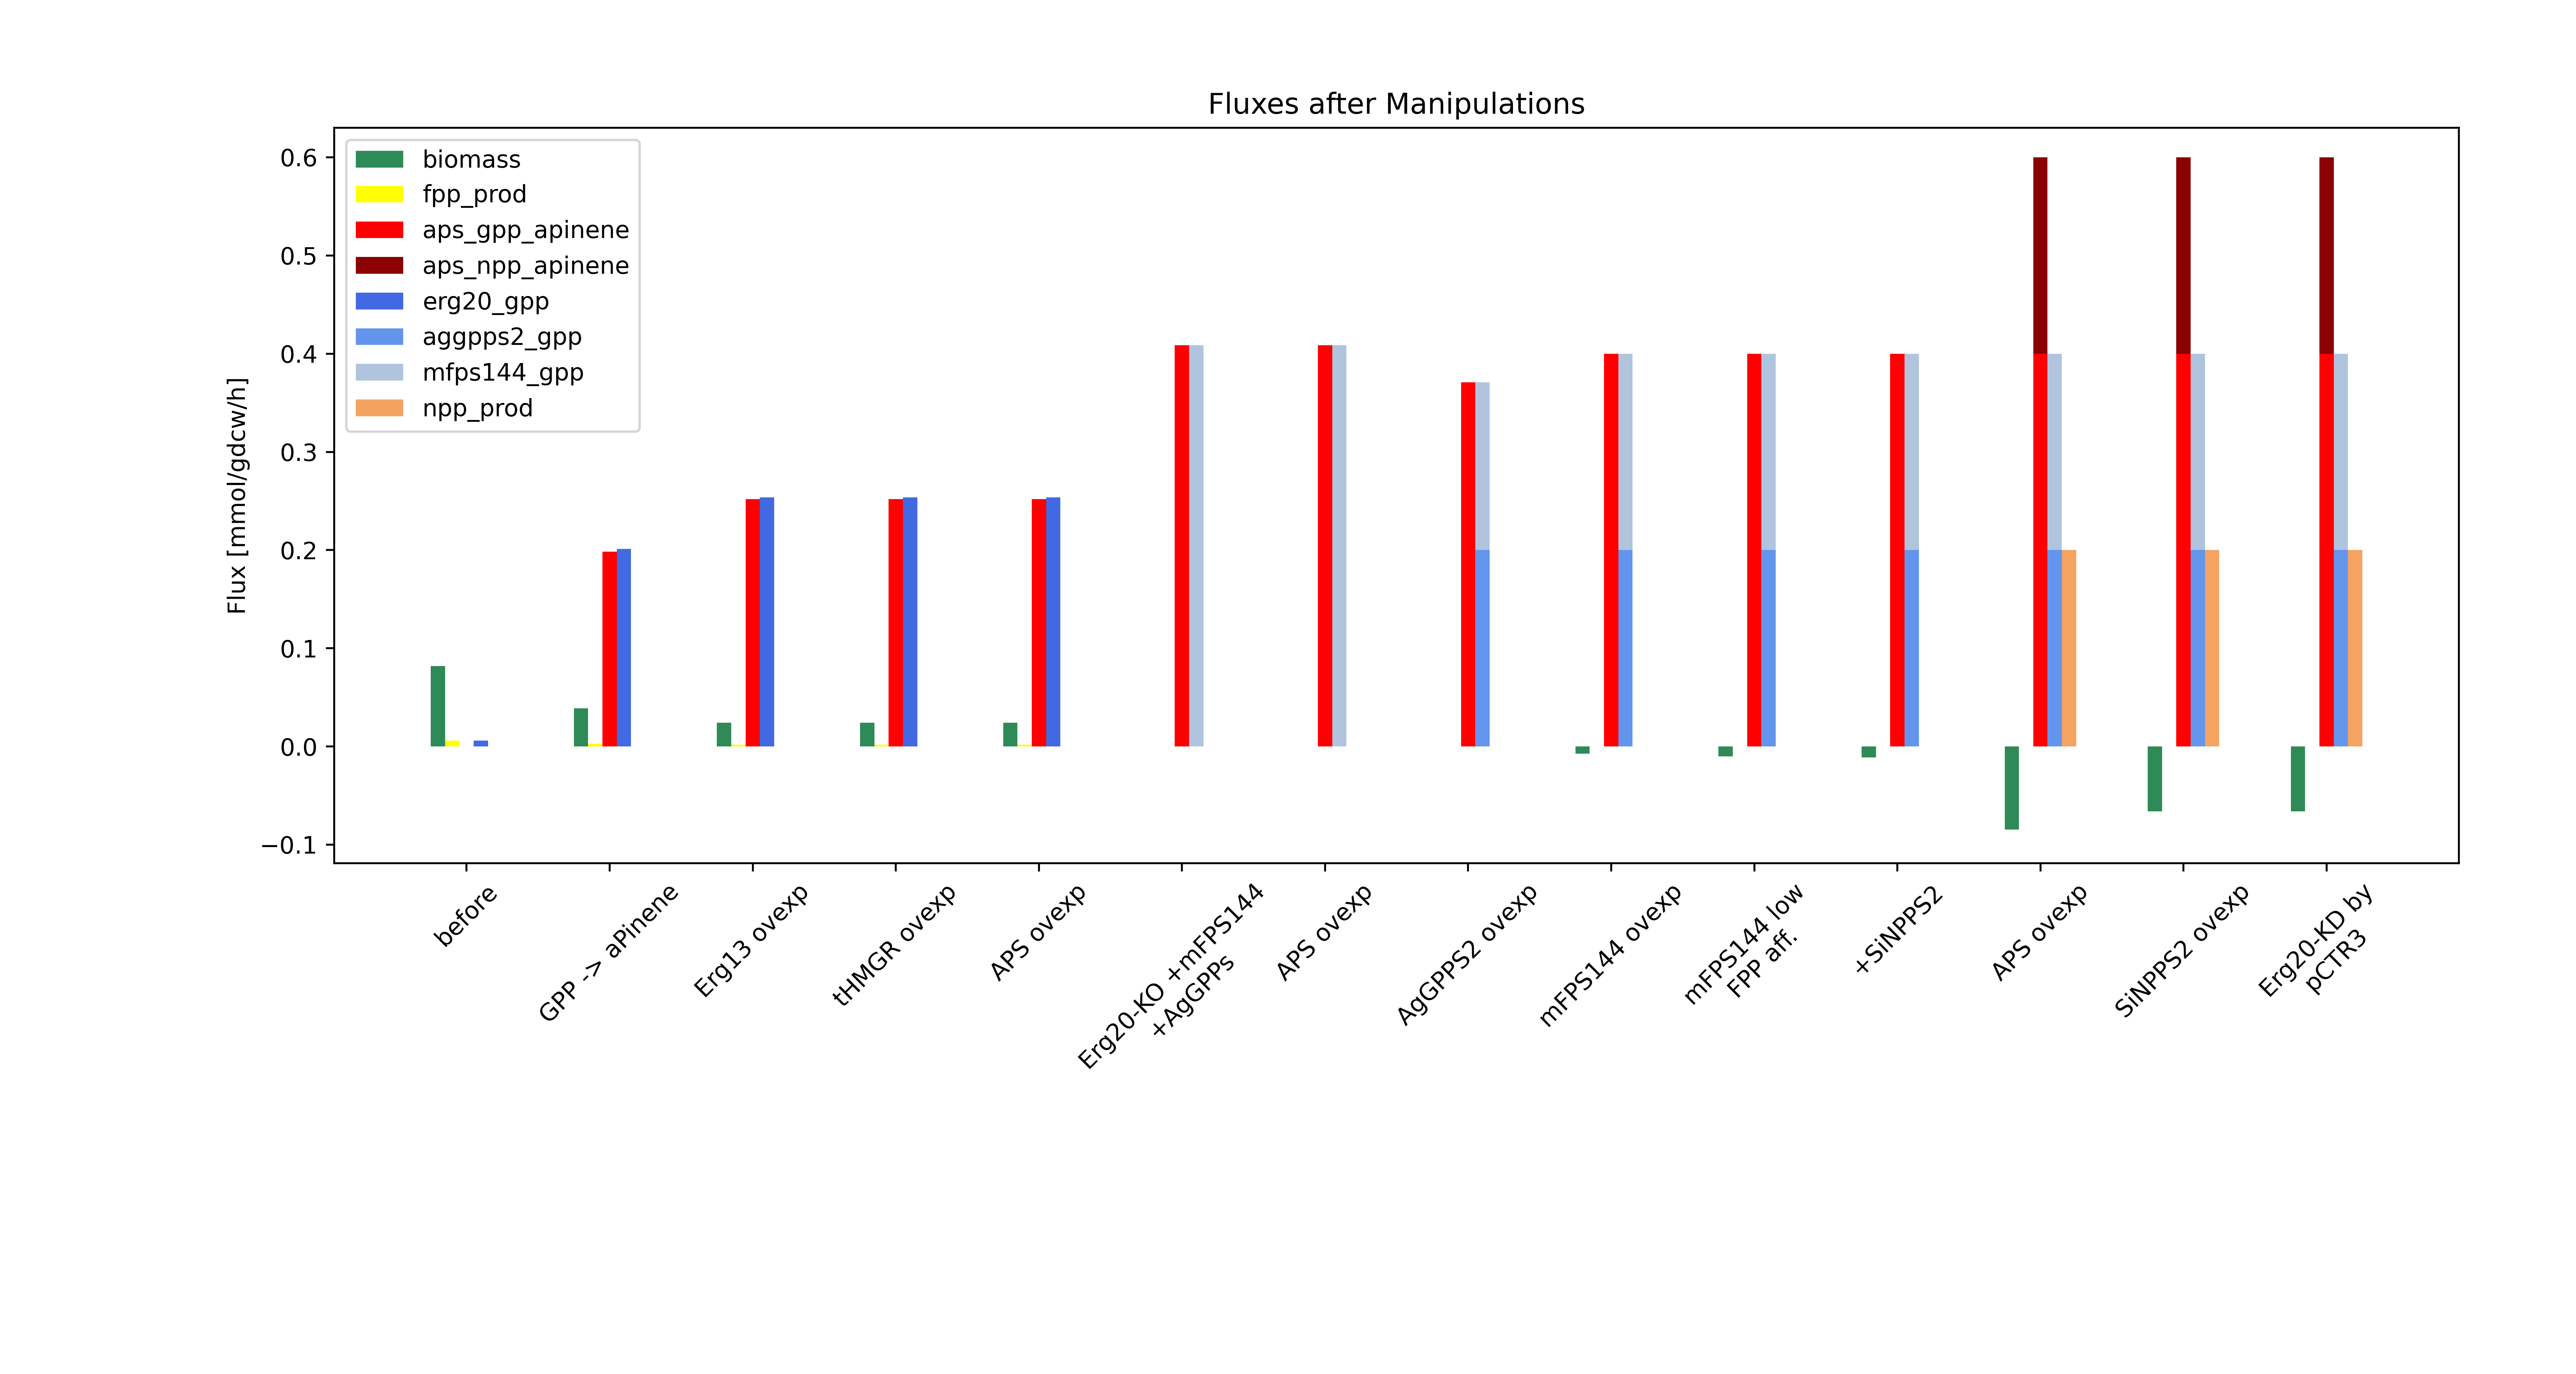 Fluxes after Manipulations
Flux [mmol/gdcw/h]
0.6
0.5
0.4
0.3
0.2
0.1
0.0
−0.1
biomass
fpp_prod
aps_gpp_apinene
aps_npp_apinene
erg20_gpp
aggpps2_gpp
mfps144_gpp
npp_prod
before
GPP -> aPinene
Erg13 ovexp
tHMGR ovexp
APS ovexp
Erg20-KO +mFPS144
+AgGPPs
APS ovexp
AgGPPS2 ovexp
mFPS144 ovexp
mFPS144 low
FPP aff.
+SiNPPS2
APS ovexp
SiNPPS2 ovexp
Erg20-KD by
pCTR3